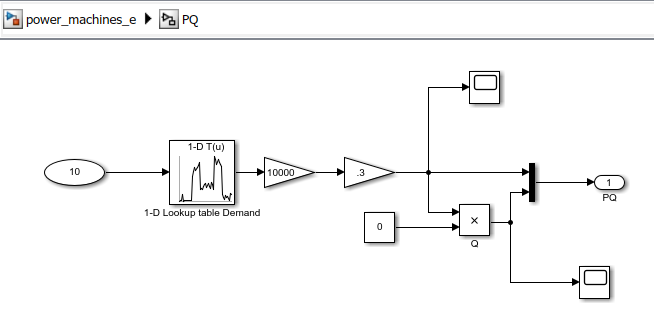 power_machines_e PQ
1-D T(u)
10
10000
.3
1
PQ
1-D Lookup table Demand
0
×
Q